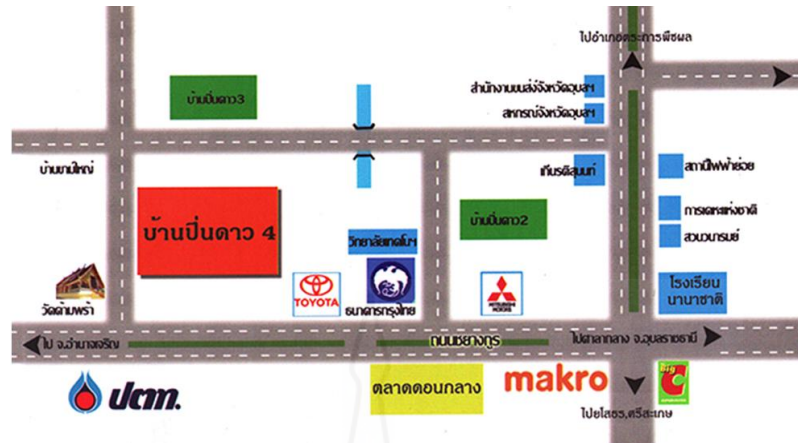 ไปอำเภอตระการพืชผล
สำนักงานขนส่งจังหวัดอุบลฯ
สหกรณ์จังหวัดอุบลฯ
บ้านปิ่นดาว3
บ้านขามใหญ่
เกียรติสุนนท์
สถานีไฟฟ้าย่อย
บ้านปิ่นดาว 4
บ้านปิ่นดาว2
การเคหะแห่งชาติ
สวนวนารมย์
วิทยาลัยเทคโนฯ
โรงเรียน
นานาชาติ
TOYOTA
MITSUBISHI
MOTORS
วัดด้ามพร้า
ธนาคารกรุงไทย
ไป จ.อำนาจเจริญ
ถนนชยางกูร
ไปศาลากลาง จ.อุบลราชธานี
ปตท.
ตลาดดอนกลาง
makro
Big
C
ไปยโสธร,ศรีสะเกษ